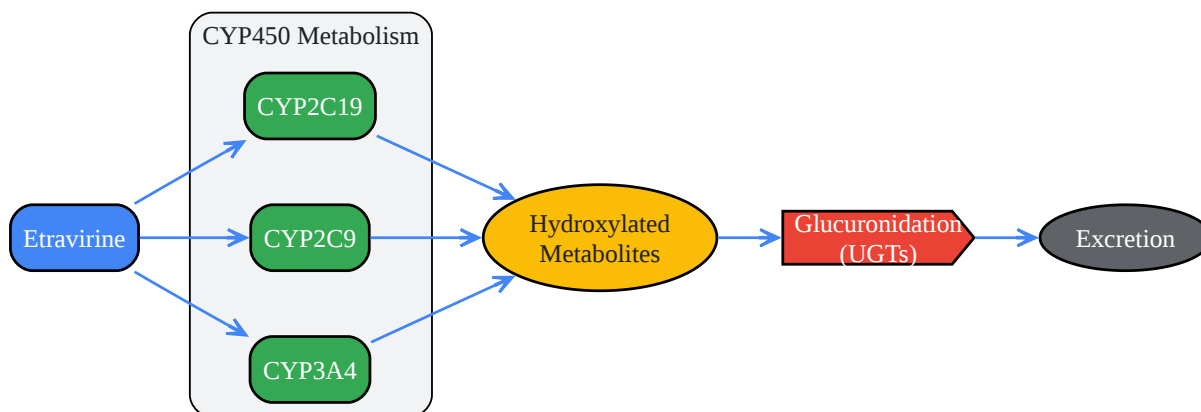 CYP450 Metabolism
CYP2C19
Etravirine
CYP2C9
CYP3A4
Hydroxylated
Metabolites
Glucuronidation
(UGTs)
Excretion